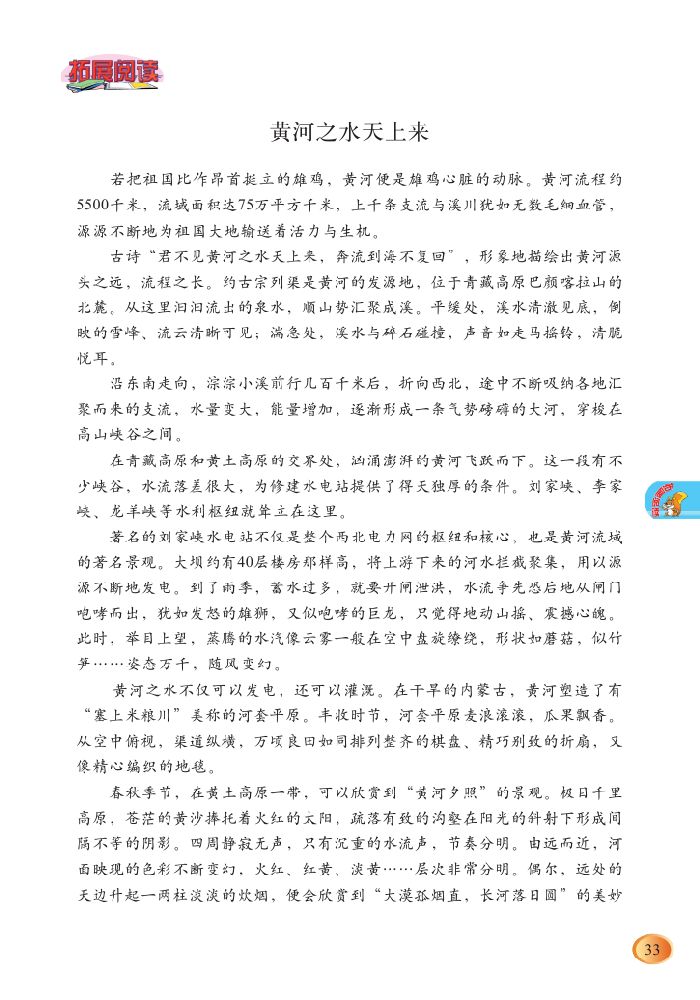 拓展阅读
黄河之水天上来
若把祖国比作昂首挺立的雄鸡，黄河便是雄鸡心脏的动脉。黄河流程约
5500千米，流域面积达75万平方千米，上千条支流与溪川犹如无数毛细血管，
源源不断地为祖国大地输送着活力与生机。
古诗“君不见黄河之水天上来，奔流到海不复回”，形象地描绘出黄河源
头之远，流程之长。约古宗列渠是黄河的发源地，位于青藏高原巴颜喀拉山的
北麓。从这里汩汩流出的泉水，顺山势汇聚成溪。平缓处，溪水清澈见底，倒
映的雪峰、流云清晰可见；湍急处，溪水与碎石碰撞，声音如走马摇铃，清脆
悦耳。
沿东南走向，淙淙小溪前行几百千米后，折向西北，途中不断吸纳各地汇
聚而来的支流，水量变大，能量增加，逐渐形成一条气势磅礴的大河，穿梭在
高山峡谷之间。
在青藏高原和黄土高原的交界处，汹涌澎湃的黄河飞跃而下。这一段有不
少峡谷，水流落差很大，为修建水电站提供了得天独厚的条件。刘家峡、李家
峡、龙羊峡等水利枢纽就耸立在这里。
著名的刘家峡水电站不仅是整个西北电力网的枢纽和核心，也是黄河流域
的著名景观。大坝约有40层楼房那样高，将上游下来的河水拦截聚集，用以源
源不断地发电。到了雨季，蓄水过多，就要开闸泄洪，水流争先恐后地从闸门
咆哮而出，犹如发怒的雄狮，又似咆哮的巨龙，只觉得地动山摇、震撼心魄。
此时，举目上望，蒸腾的水汽像云雾一般在空中盘旋缭绕，形状如蘑菇，似竹
笋……姿态万千，随风变幻。
黄河之水不仅可以发电，还可以灌溉。在干旱的内蒙古，黄河塑造了有
“塞上米粮川”美称的河套平原。丰收时节，河套平原麦浪滚滚，瓜果飘香。
从空中俯视，渠道纵横，万顷良田如同排列整齐的棋盘、精巧别致的折扇，又
像精心编织的地毯。
春秋季节，在黄土高原一带，可以欣赏到“黄河夕照”的景观。极目千里
高原，苍茫的黄沙捧托着火红的太阳，疏落有致的沟壑在阳光的斜射下形成间
隔不等的阴影。四周静寂无声，只有沉重的水流声，节奏分明。由远而近，河
面映现的色彩不断变幻，火红、红黄、淡黄……层次非常分明。偶尔，远处的
天边升起一两柱淡淡的炊烟，便会欣赏到“大漠孤烟直，长河落日圆”的美妙
33